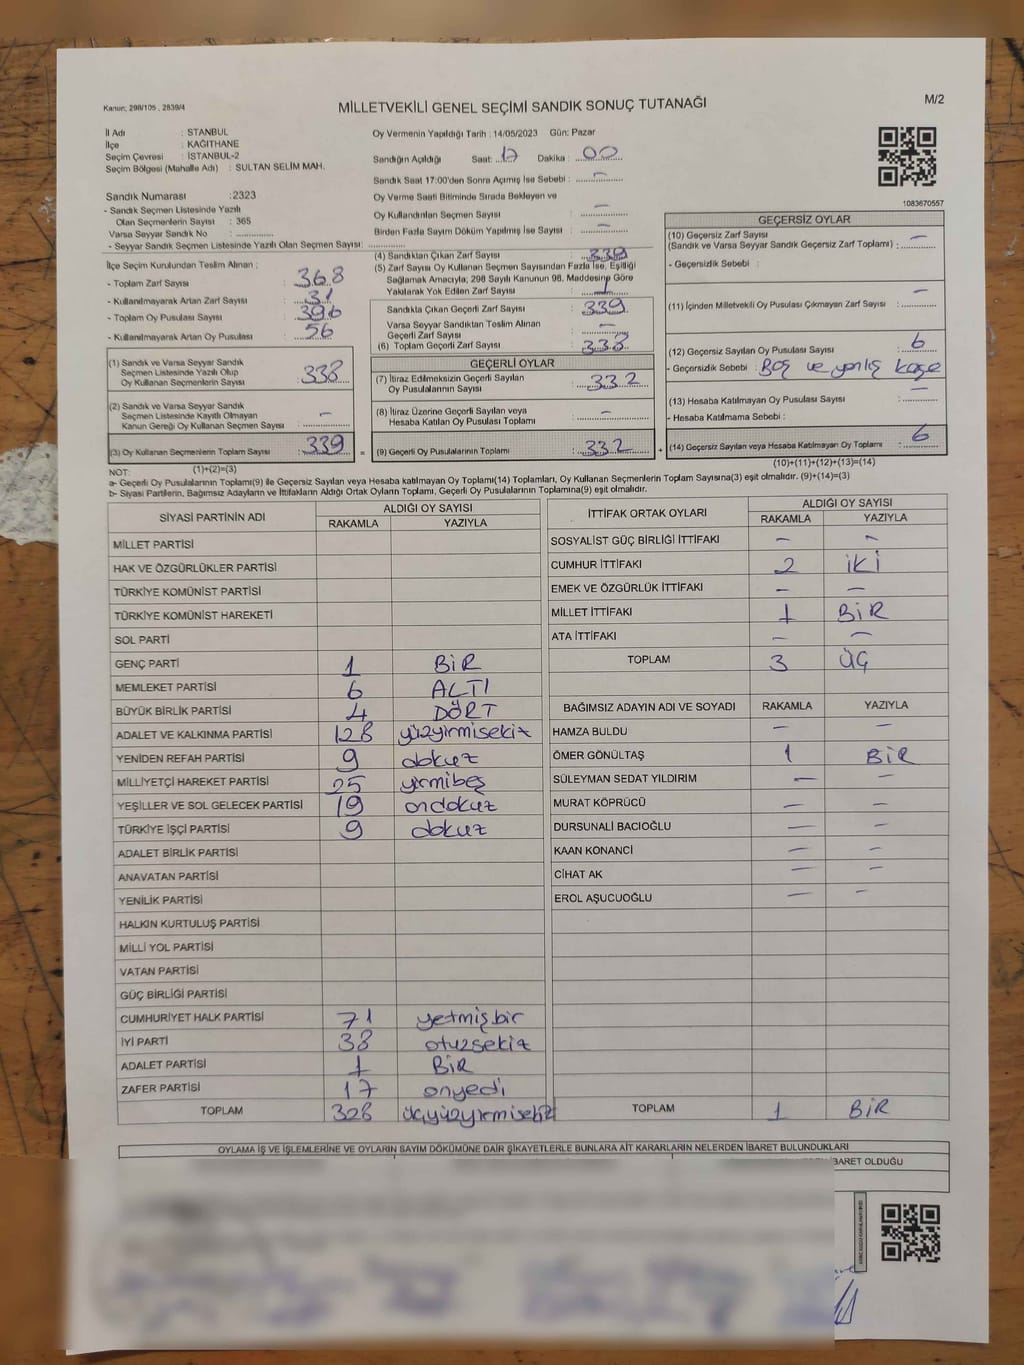 Kanun; 298/105 , 2839/4
MİLLETVEKİLİ GENEL SEÇİMİ SANDIK SONUÇ TUTANAĞI
M/2
İl Adı : STANBUL
İlçe : KAĞITHANE
Seçim Çevresi : İSTANBUL-2
Seçim Bölgesi (Mahalle Adı) : SULTAN SELİM MAH.
Sandık Numarası :2323
- Sandık Seçmen Listesinde Yazılı
Olan Seçmenlerin Sayısı : 365
Varsa Seyyar Sandık No :
- Seyyar Sandık Seçmen Listesinde Yazılı Olan Seçmen Sayısı:
Oy Vermenin Yapıldığı Tarih : 14/05/2023 Gün: Pazar
Sandığın Açıldığı Saat: 17 Dakika : 00
Sandık Saat 17:00'den Sonra Açımış İse Sebebi : —
Oy Verme Saati Bitiminde Sırada Bekleyen ve
Oy Kullandırılan Seçmen Sayısı : —
Birden Fazla Sayım Döküm Yapılmış İse Sayısı : —
1083670557
İlçe Seçim Kurulundan Teslim Alınan :
- Toplam Zarf Sayısı : 368
- Kullanılmayarak Artan Zarf Sayısı : 31
- Toplam Oy Pusulası Sayısı : 396
- Kullanılmayarak Artan Oy Pusulası : 56
(4) Sandıktan Çıkan Zarf Sayısı : 339
(5) Zarf Sayısı Oy Kullanan Seçmen Sayısından Fazla İse, Eşitliği
Sağlamak Amacıyla; 298 Sayılı Kanunun 98. Maddesine Göre
Yakılarak Yok Edilen Zarf Sayısı : 1
Sandıkta Çıkan Geçerli Zarf Sayısı : 339
Varsa Seyyar Sandıktan Teslim Alınan
Geçerli Zarf Sayısı : —
(6) Toplam Geçerli Zarf Sayısı : 338
GEÇERSİZ OYLAR
(10) Geçersiz Zarf Sayısı —
(Sandık ve Varsa Seyyar Sandık Geçersiz Zarf Toplamı) :
- Geçersizlik Sebebi :
(11) İçinden Milletvekili Oy Pusulası Çıkmayan Zarf Sayısı : —
(12) Geçersiz Sayılan Oy Pusulası Sayısı : 6
- Geçersizlik Sebebi : Boş ve yanlış kaşe
(13) Hesaba Katılmayan Oy Pusulası Sayısı : —
- Hesaba Katılmama Sebebi :
(14) Geçersiz Sayılan veya Hesaba Katılmayan Oy Toplamı : 6
(10)+(11)+(12)+(13)=(14)
(1) Sandık ve Varsa Seyyar Sandık
Seçmen Listesinde Yazılı Olup
Oy Kullanan Seçmenlerin Sayısı : 338
(2) Sandık ve Varsa Seyyar Sandık
Seçmen Listesinde Kayıtlı Olmayan
Kanun Gereği Oy Kullanan Seçmen Sayısı : —
(3) Oy Kullanan Seçmenlerin Toplam Sayısı : 339
(1)+(2)=(3)
GEÇERLİ OYLAR
(7) İtiraz Edilmeksizin Geçerli Sayılan
Oy Pusulalarının Sayısı : 332
(8) İtiraz Üzerine Geçerli Sayılan veya
Hesaba Katılan Oy Pusulası Toplamı : —
= (9) Geçerli Oy Pusulalarının Toplamı : 332 +
NOT:
a- Geçerli Oy Pusulalarının Toplamı(9) ile Geçersiz Sayılan veya Hesaba katılmayan Oy Toplamı(14) Toplamları, Oy Kullanan Seçmenlerin Toplam Sayısına(3) eşit olmalıdır. (9)+(14)=(3)
b- Siyasi Partilerin, Bağımsız Adayların ve İttifakların Aldığı Ortak Oyların Toplamı, Geçerli Oy Pusulalarının Toplamına(9) eşit olmalıdır.
SİYASİ PARTİNİN ADI ALDIĞI OY SAYISI
RAKAMLA YAZIYLA
MİLLET PARTİSİ
HAK VE ÖZGÜRLÜKLER PARTİSİ
TÜRKİYE KOMÜNİST PARTİSİ
TÜRKİYE KOMÜNİST HAREKETİ
SOL PARTİ
GENÇ PARTİ 1 BİR
MEMLEKET PARTİSİ 6 ALTI
BÜYÜK BİRLİK PARTİSİ 4 DÖRT
ADALET VE KALKINMA PARTİSİ 128 yüzyirmisekiz
YENİDEN REFAH PARTİSİ 9 dokuz
MİLLİYETÇİ HAREKET PARTİSİ 25 yirmibeş
YEŞİLLER VE SOL GELECEK PARTİSİ 19 ondokuz
TÜRKİYE İŞÇİ PARTİSİ 9 dokuz
ADALET BİRLİK PARTİSİ
ANAVATAN PARTİSİ
YENİLİK PARTİSİ
HALKIN KURTULUŞ PARTİSİ
MİLLİ YOL PARTİSİ
VATAN PARTİSİ
GÜÇ BİRLİĞİ PARTİSİ
CUMHURİYET HALK PARTİSİ 71 yetmişbir
İYİ PARTİ 38 otuzsekiz
ADALET PARTİSİ 1 BİR
ZAFER PARTİSİ 17 onyedi
TOPLAM 328 üçyüzyirmisekiz
İTTİFAK ORTAK OYLARI ALDIĞI OY SAYISI
RAKAMLA YAZIYLA
SOSYALİST GÜÇ BİRLİĞİ İTTİFAKI — —
CUMHUR İTTİFAKI 2 İKİ
EMEK VE ÖZGÜRLÜK İTTİFAKI — —
MİLLET İTTİFAKI 1 BİR
ATA İTTİFAKI — —
TOPLAM 3 ÜÇ
BAĞIMSIZ ADAYIN ADI VE SOYADI RAKAMLA YAZIYLA
HAMZA BULDU — —
ÖMER GÖNÜLTAŞ 1 BİR
SÜLEYMAN SEDAT YILDIRIM — —
MURAT KÖPRÜCÜ — —
DURSUNALİ BACIOĞLU — —
KAAN KONANCİ — —
CİHAT AK — —
EROL AŞUCUOĞLU — —
TOPLAM 1 BİR
OYLAMA İŞ VE İŞLEMLERİNE VE OYLARIN SAYIM DÖKÜMÜNE DAİR ŞİKAYETLERLE BUNLARA AİT KARARLARIN NELERDEN İBARET BULUNDUKLARI
İBARET OLDUĞU